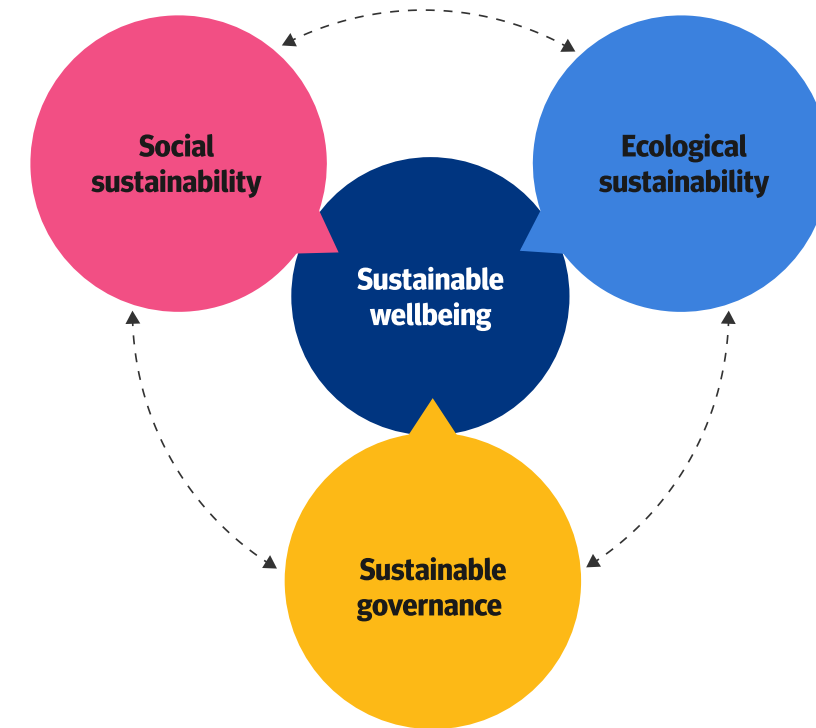 Social
sustainability
Ecological
sustainability
Sustainable
wellbeing
Sustainable
governance